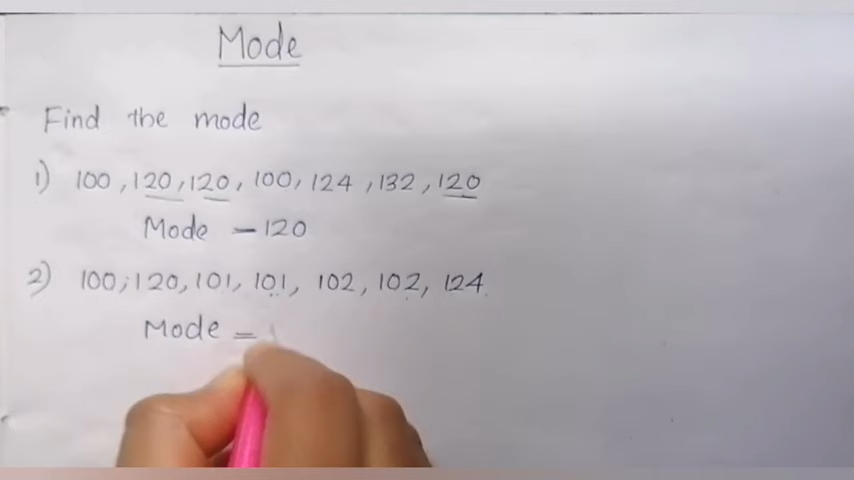 Mode
Find the mode
1) 100, 120, 120, 100, 124, 132, 120
Mode - 120
2) 100, 120, 101, 101, 102, 102, 124
Mode =